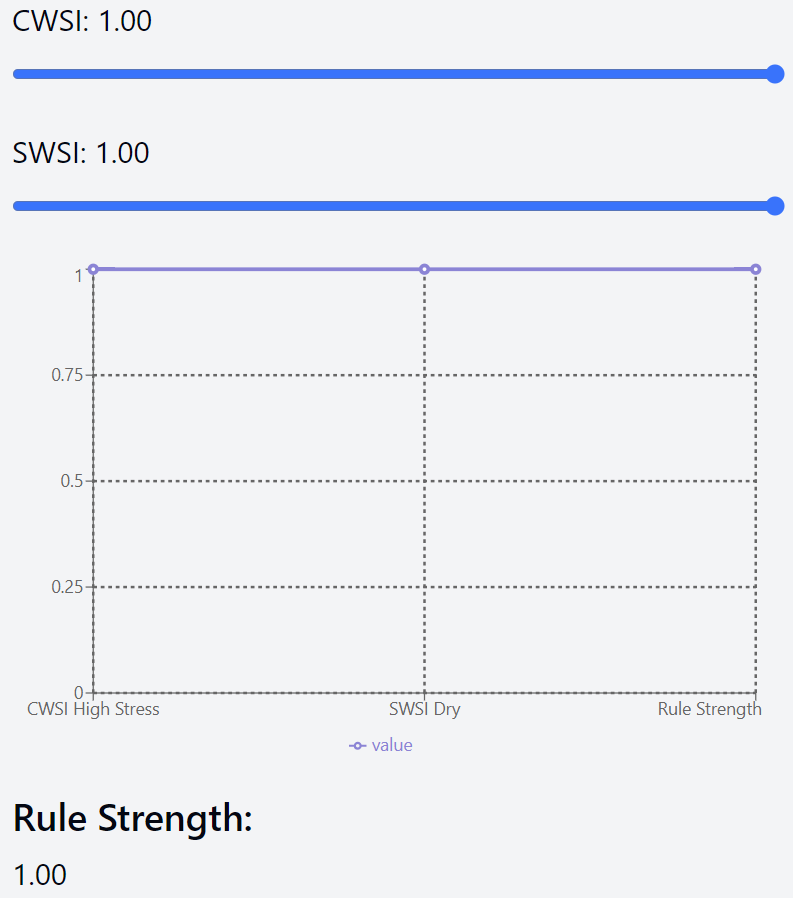 CWSI: 1.00
SWSI: 1.00
1
0.75
0.5
0.25
0
CWSI High Stress SWSI Dry Rule Strength
value
Rule Strength:
1.00